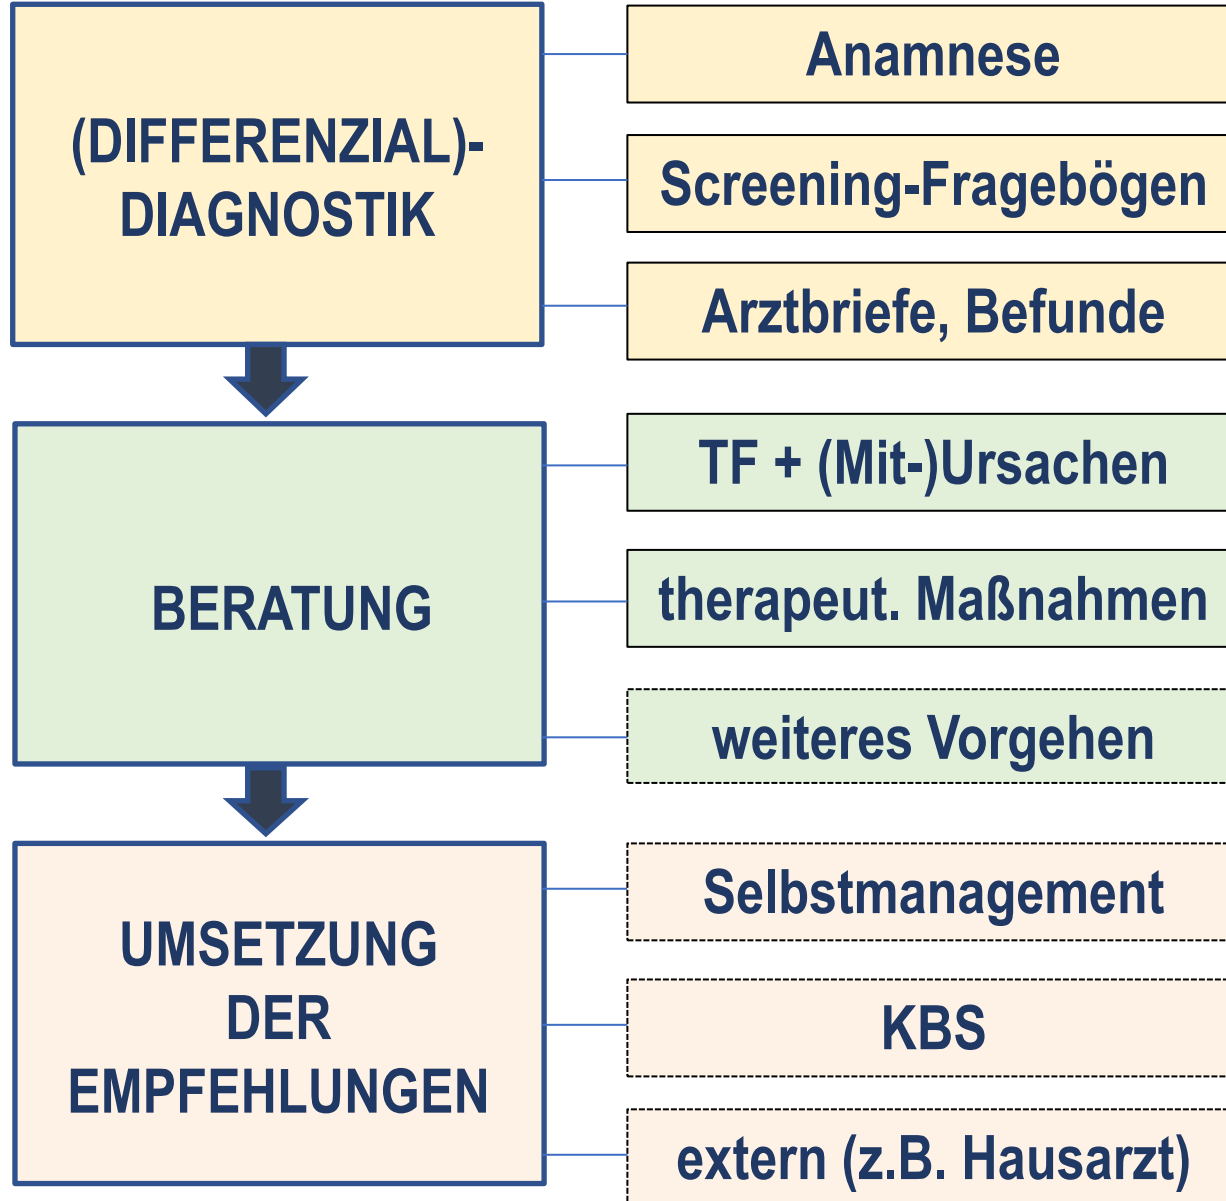 (DIFFERENZIAL)-
DIAGNOSTIK
Anamnese
Screening-Fragebögen
Arztbriefe, Befunde
BERATUNG
TF + (Mit-)Ursachen
therapeut. Maßnahmen
weiteres Vorgehen
UMSETZUNG
DER
EMPFEHLUNGEN
Selbstmanagement
KBS
extern (z.B. Hausarzt)